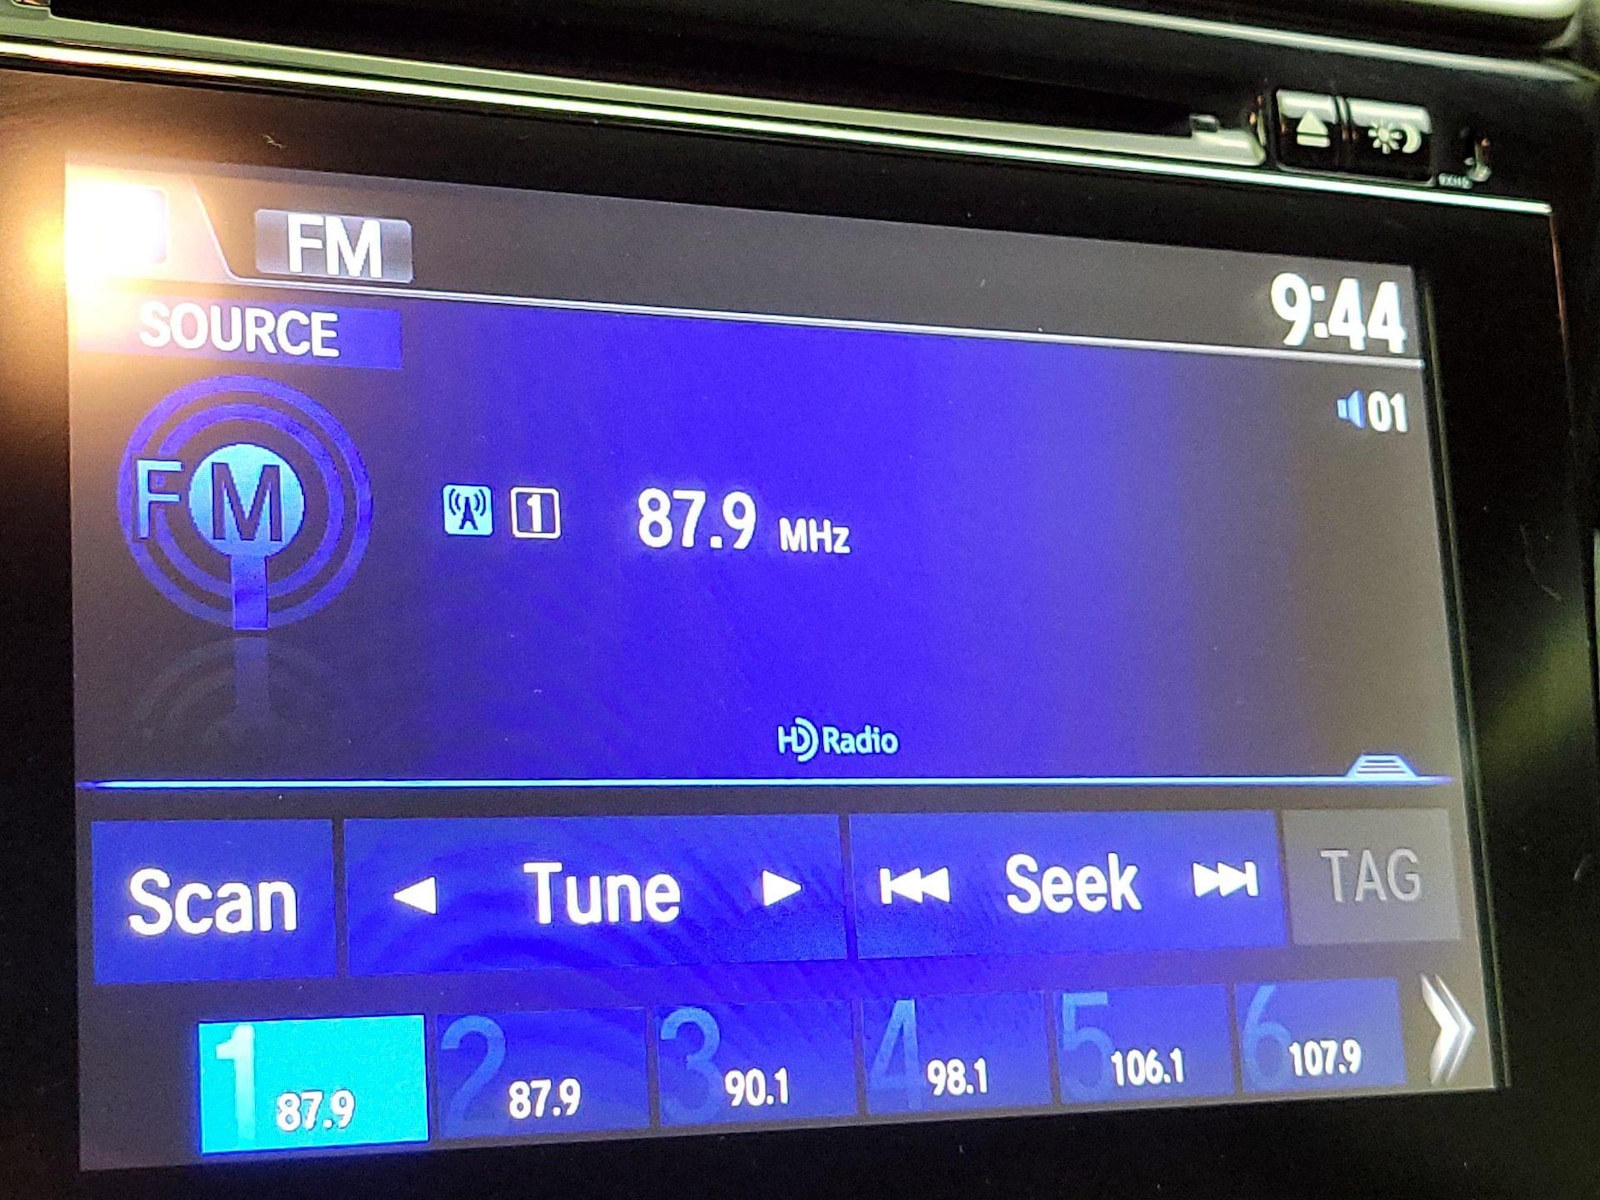 FM
9:44
SOURCE
01
FM
1 87.9 MHz
HD Radio
Scan Tune Seek TAG
1 2 3 4 5 6
87.9 87.9 90.1 98.1 106.1 107.9